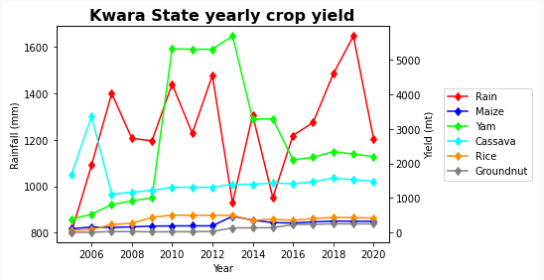 Kwara State yearly crop yield
1600
1400
1200
1000
800
Rainfall (mm)
5000
4000
3000
2000
1000
0
Yield (mt)
2006
2008
2010
2012
2014
2016
2018
2020
Year
Rain
Maize
Yam
Cassava
Rice
Groundnut